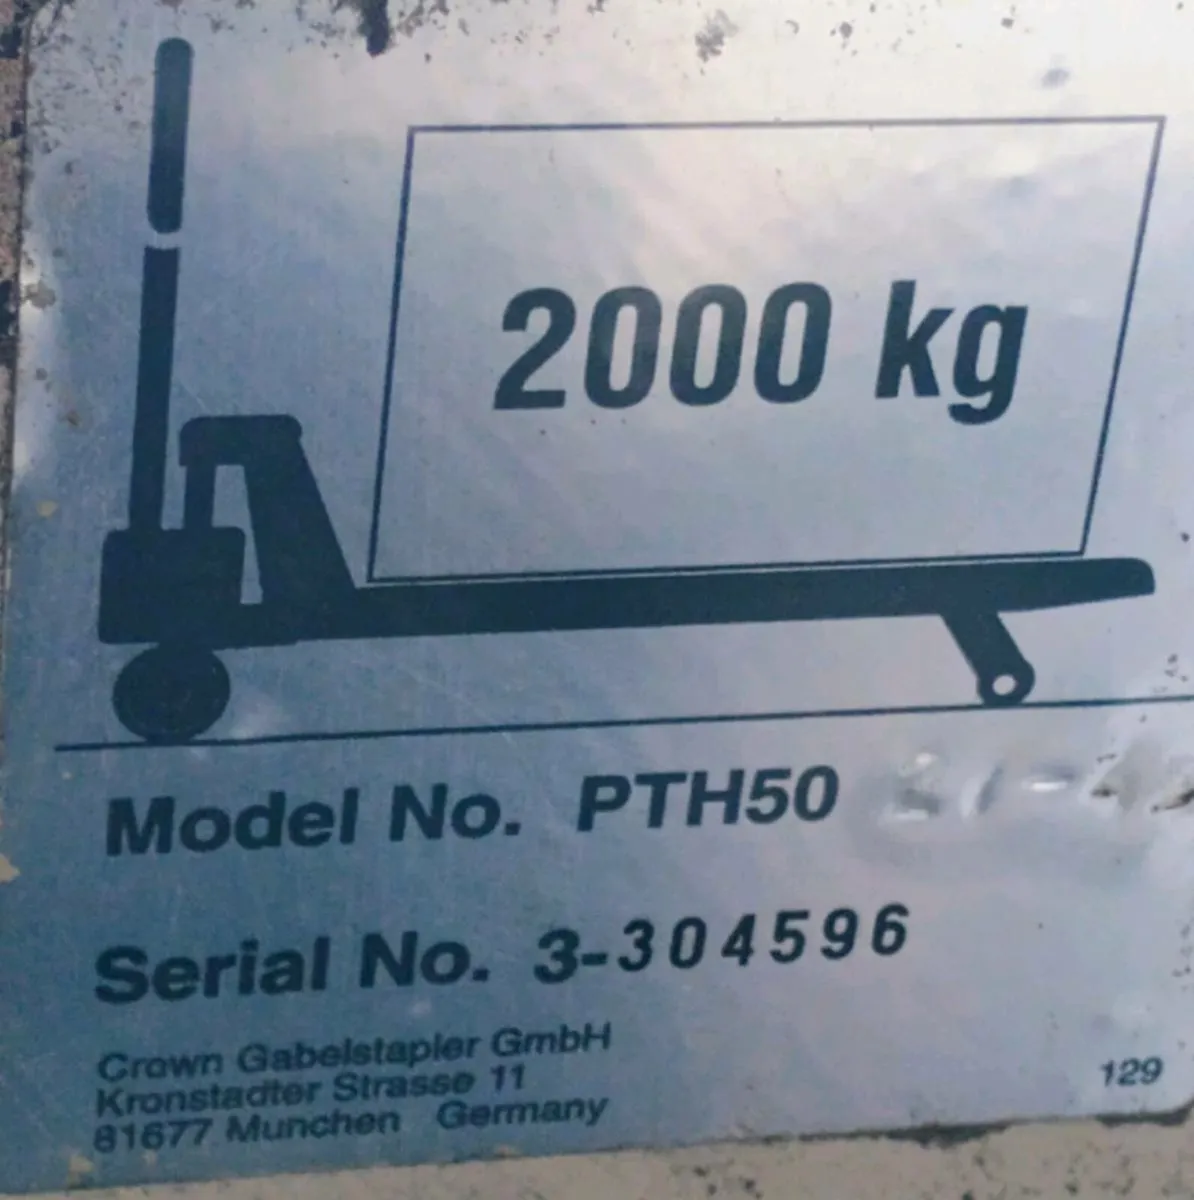 2000 kg
Model No. PTH50
Serial No. 3-304596
Crown Gabelstapler GmbH
Kronstadter Strasse 11
81677 Munchen Germany
129